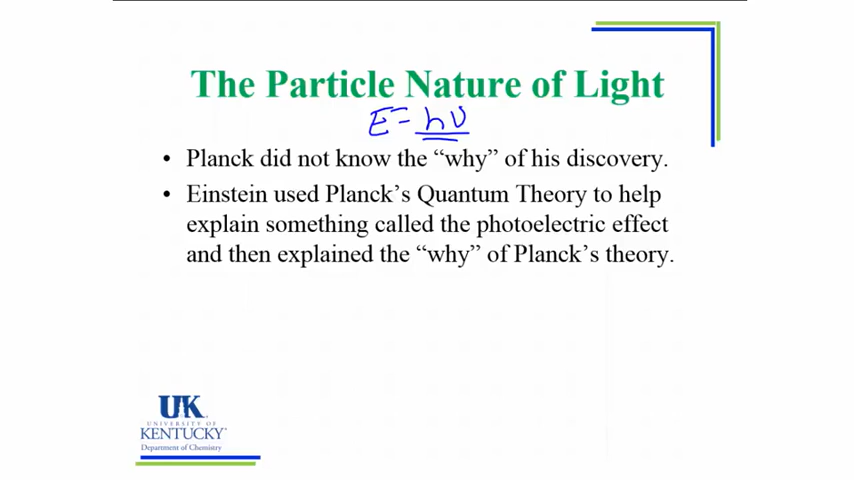 The Particle Nature of Light
E = hν
• Planck did not know the “why” of his discovery.
• Einstein used Planck’s Quantum Theory to help
explain something called the photoelectric effect
and then explained the “why” of Planck’s theory.
UK
UNIVERSITY OF
KENTUCKY
Department of Chemistry